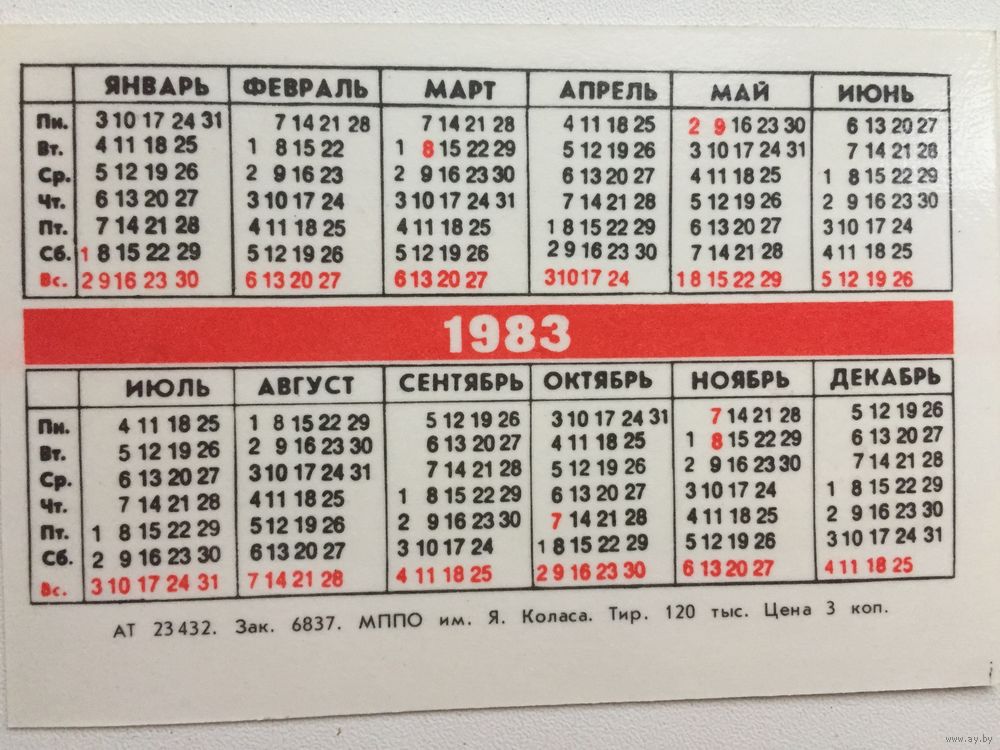 ЯНВАРЬ ФЕВРАЛЬ МАРТ АПРЕЛЬ МАЙ ИЮНЬ
Пн. 3 10 17 24 31 7 14 21 28 7 14 21 28 4 11 18 25 2 9 16 23 30 6 13 20 27
Вт. 4 11 18 25 1 8 15 22 1 8 15 22 29 5 12 19 26 3 10 17 24 31 7 14 21 28
Ср. 5 12 19 26 2 9 16 23 2 9 16 23 30 6 13 20 27 4 11 18 25 1 8 15 22 29
Чт. 6 13 20 27 3 10 17 24 3 10 17 24 31 7 14 21 28 5 12 19 26 2 9 16 23 30
Пт. 7 14 21 28 4 11 18 25 4 11 18 25 1 8 15 22 29 6 13 20 27 3 10 17 24
Сб. 1 8 15 22 29 5 12 19 26 5 12 19 26 2 9 16 23 30 7 14 21 28 4 11 18 25
Вс. 2 9 16 23 30 6 13 20 27 6 13 20 27 3 10 17 24 1 8 15 22 29 5 12 19 26
1983
ИЮЛЬ АВГУСТ СЕНТЯБРЬ ОКТЯБРЬ НОЯБРЬ ДЕКАБРЬ
Пн. 4 11 18 25 1 8 15 22 29 5 12 19 26 3 10 17 24 31 7 14 21 28 5 12 19 26
Вт. 5 12 19 26 2 9 16 23 30 6 13 20 27 4 11 18 25 1 8 15 22 29 6 13 20 27
Ср. 6 13 20 27 3 10 17 24 31 7 14 21 28 5 12 19 26 2 9 16 23 30 7 14 21 28
Чт. 7 14 21 28 4 11 18 25 1 8 15 22 29 6 13 20 27 3 10 17 24 1 8 15 22 29
Пт. 1 8 15 22 29 5 12 19 26 2 9 16 23 30 7 14 21 28 4 11 18 25 2 9 16 23 30
Сб. 2 9 16 23 30 6 13 20 27 3 10 17 24 1 8 15 22 29 5 12 19 26 3 10 17 24 31
Вс. 3 10 17 24 31 7 14 21 28 4 11 18 25 2 9 16 23 30 6 13 20 27 4 11 18 25
АТ 23432. Зак. 6837. МППО им. Я. Коласа. Тир. 120 тыс. Цена 3 коп.
www.ay.by